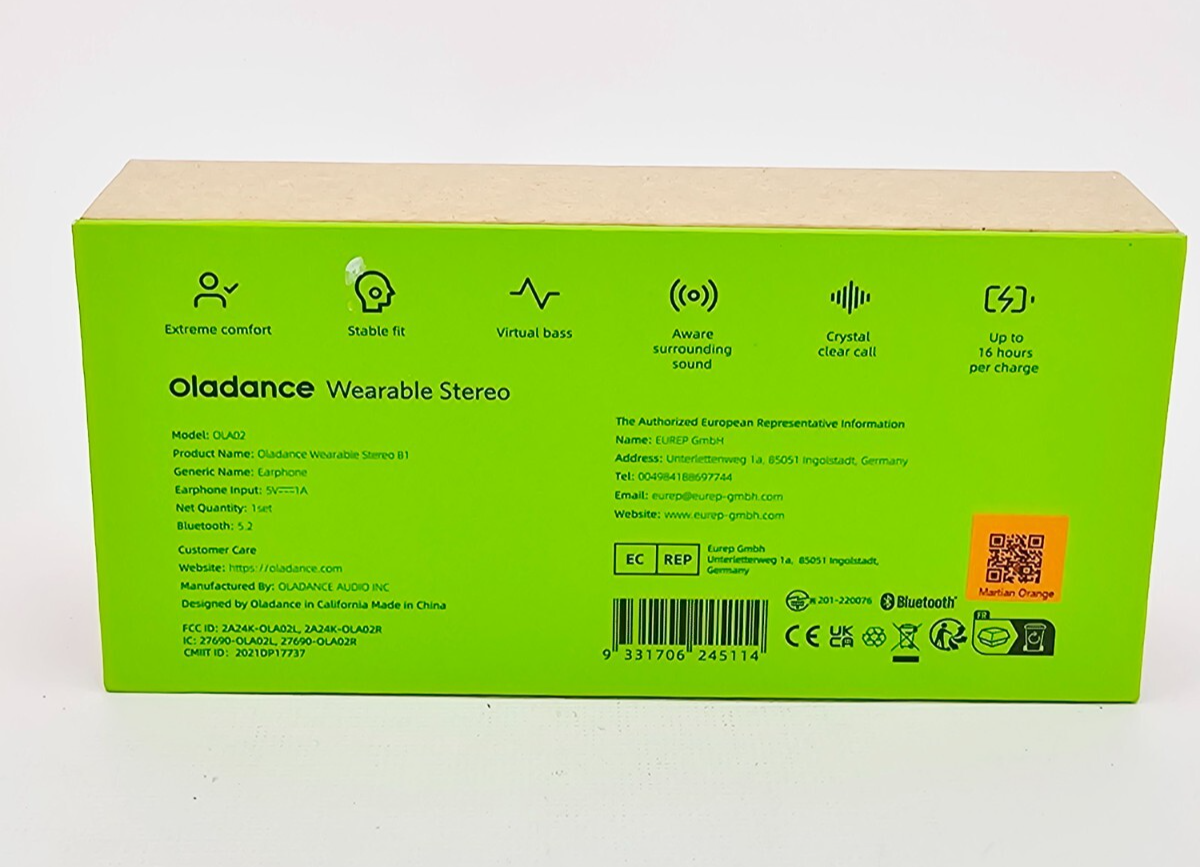 Extreme comfort
Stable fit
Virtual bass
Aware
surrounding
sound
Crystal
clear call
Up to
16 hours
per charge
oladance Wearable Stereo
Model: OLA02
Product Name: Oladance Wearable Stereo B1
Generic Name: Earphone
Earphone Input: 5V⎓1A
Net Quantity: 1set
Bluetooth: 5.2
Customer Care
Website: https://oladance.com
Manufactured By: OLADANCE AUDIO INC
Designed by Oladance in California Made in China
FCC ID: 2A24K-OLA02L, 2A24K-OLA02R
IC: 27690-OLA02L, 27690-OLA02R
CMIIT ID: 2021DP17737
The Authorized European Representative Information
Name: EUREP GmbH
Address: Unterlettenweg 1a, 85051 Ingolstadt, Germany
Tel: 004984188697744
Email: eurep@eurep-gmbh.com
Website: www.eurep-gmbh.com
EC REP
Eurep Gmbh
Unterlettenweg 1a, 85051 Ingolstadt,
Germany
Martian Orange
R 201-220076
Bluetooth®
CE UK CA
FR
9 331706 245114